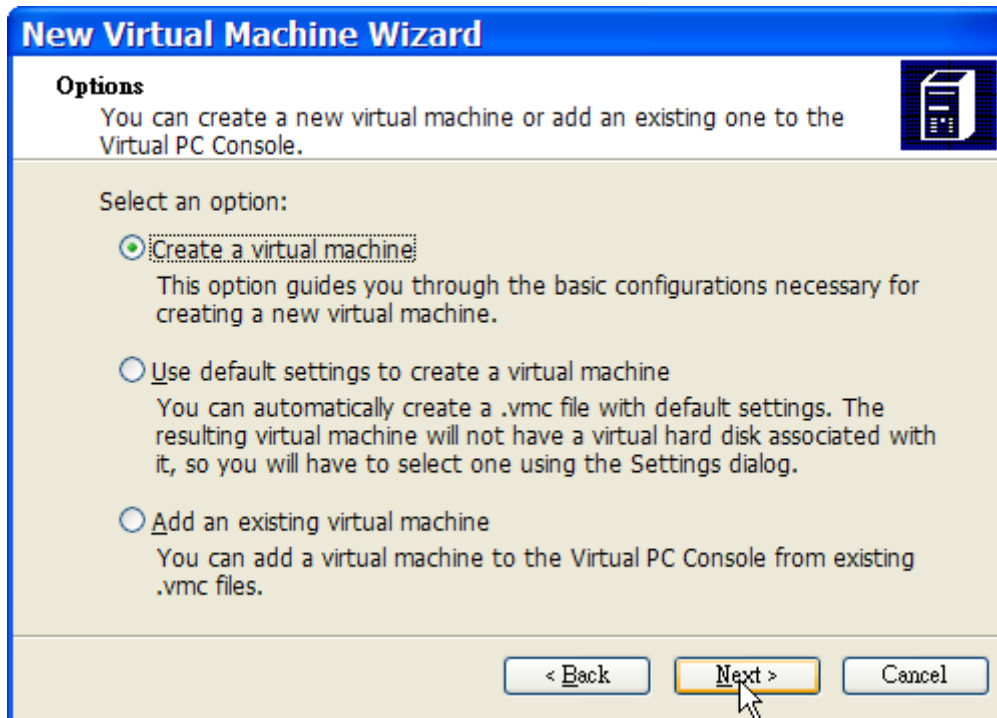 New Virtual Machine Wizard
Options
You can create a new virtual machine or add an existing one to the
Virtual PC Console.
Select an option:
Create a virtual machine
This option guides you through the basic configurations necessary for
creating a new virtual machine.
Use default settings to create a virtual machine
You can automatically create a .vmc file with default settings. The
resulting virtual machine will not have a virtual hard disk associated with
it, so you will have to select one using the Settings dialog.
Add an existing virtual machine
You can add a virtual machine to the Virtual PC Console from existing
.vmc files.
< Back Next > Cancel